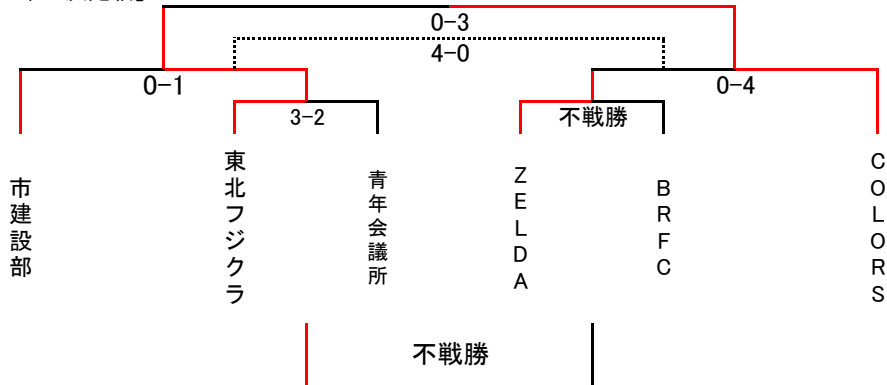 0-3
4-0
0-1
0-4
3-2
不戦勝
市建設部
東北フジクラ
青年会議所
ZELDA
BRFC
COLORS
不戦勝